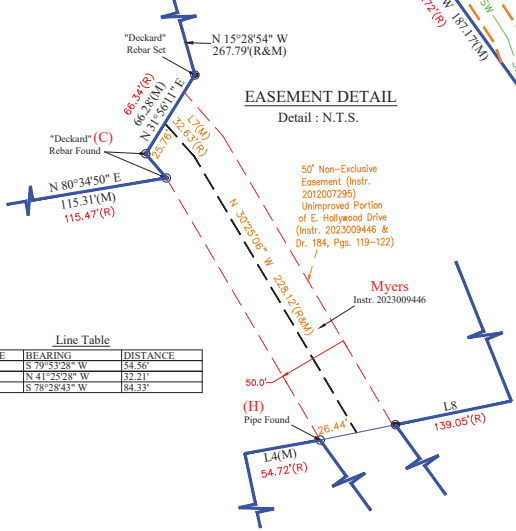 W 187.17'(M)
.72'(R)
SW
"Deckard"
Rebar Set
N 15°28'54" W
267.79'(R&M)
66.34'(R)
66.28'(M)
N 31°56'11" E
EASEMENT DETAIL
Detail : N.T.S.
L7(M)
32.63'(R)
25.76'
"Deckard" (C)
Rebar Found
N 80°34'50" E
115.31'(M)
115.47'(R)
50' Non-Exclusive
Easement (Instr.
2012007295)
Unimproved Portion
of E. Hollywood Drive
(Instr. 2023009446 &
Dr. 184, Pgs. 119-122)
N 30°25'06" W 228.12'(R&M)
Myers
Instr. 2023009446
Line Table
E BEARING DISTANCE
S 79°53'28" W 54.56'
N 41°25'28" W 32.21'
S 78°28'43" W 84.33'
50.0'
(H)
Pipe Found
26.44'
L8
139.05'(R)
L4(M)
54.72'(R)